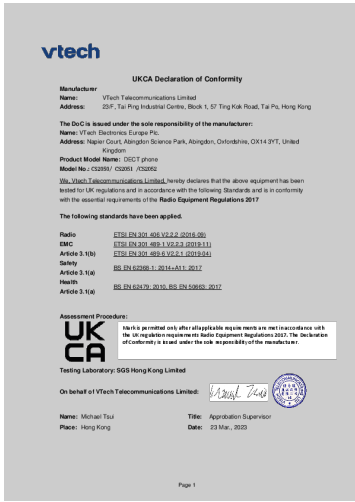 vtech
UKCA Declaration of Conformity
Manufacturer
Name: VTech Telecommunications Limited
Address: 23/F, Tai Ping Industrial Centre, Block 1, 57 Ting Kok Road, Tai Po, Hong Kong
The DoC is issued under the sole responsibility of the manufacturer:
Name: VTech Electronics Europe Plc.
Address: Napier Court, Abingdon Science Park, Abingdon, Oxfordshire, OX14 3YT, United
Kingdom
Product Model Name: DECT phone
Model No.: CS2050/ CS2051 /CS2052
We, Vtech Telecommunications Limited, hereby declares that the above equipment has been
tested for UK regulations and in accordance with the following Standards and is in conformity
with the essential requirements of the Radio Equipment Regulations 2017
The following standards have been applied.
Radio ETSI EN 301 406 V2.2.2 (2016-09)
EMC ETSI EN 301 489-1 V2.2.3 (2019-11)
Article 3.1(b) ETSI EN 301 489-6 V2.2.1 (2019-04)
Safety
Article 3.1(a) BS EN 62368-1: 2014+A11: 2017
Health
Article 3.1(a) BS EN 62479: 2010, BS EN 50663: 2017
Assessment Procedure:
UK
CA
Mark is permitted only after all applicable requirements are met in accordance with
the UK regulation requirements Radio Equipment Regulations 2017. The Declaration
of Conformity is issued under the sole responsibility of the manufacturer.
Testing Laboratory: SGS Hong Kong Limited
On behalf of VTech Telecommunications Limited:
Name: Michael Tsui Title: Approbation Supervisor
Place: Hong Kong Date: 23 Mar., 2023
Page 1